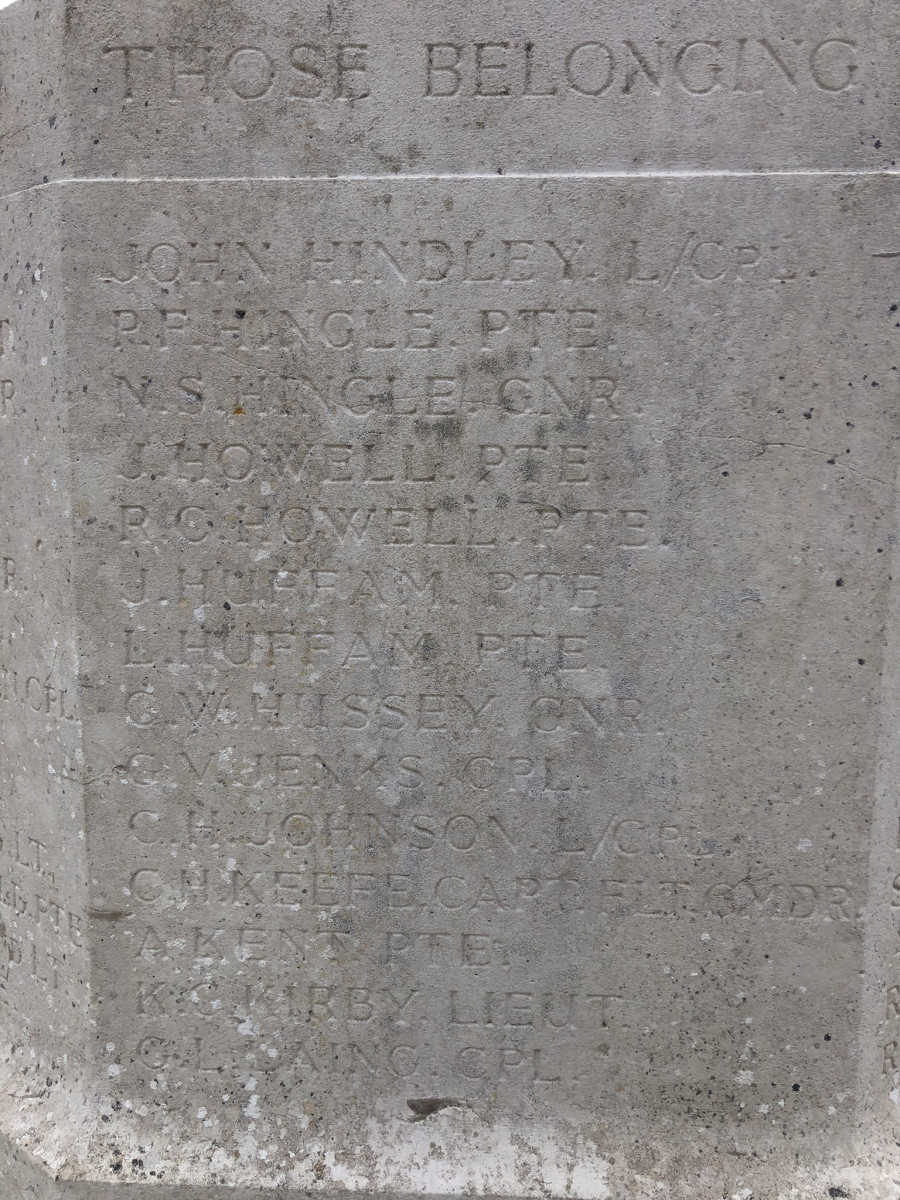 THOSE BELONGING
JOHN HINDLEY. L/CPL.
P.F. HINGLE. PTE.
N.S. HINGLE. GNR.
J. HOWELL. PTE.
R.C. HOWELL. PTE.
J. HUFFAM. PTE.
L. HUFFAM. PTE.
G.W. HUSSEY. GNR.
G.V. JENKS. CPL.
C.H. JOHNSON. L/CPL.
C.H. KEEFE. CAPT. FLT. CMDR.
A. KENT. PTE.
K.C. KIRBY. LIEUT.
G.L. LAING. CPL.